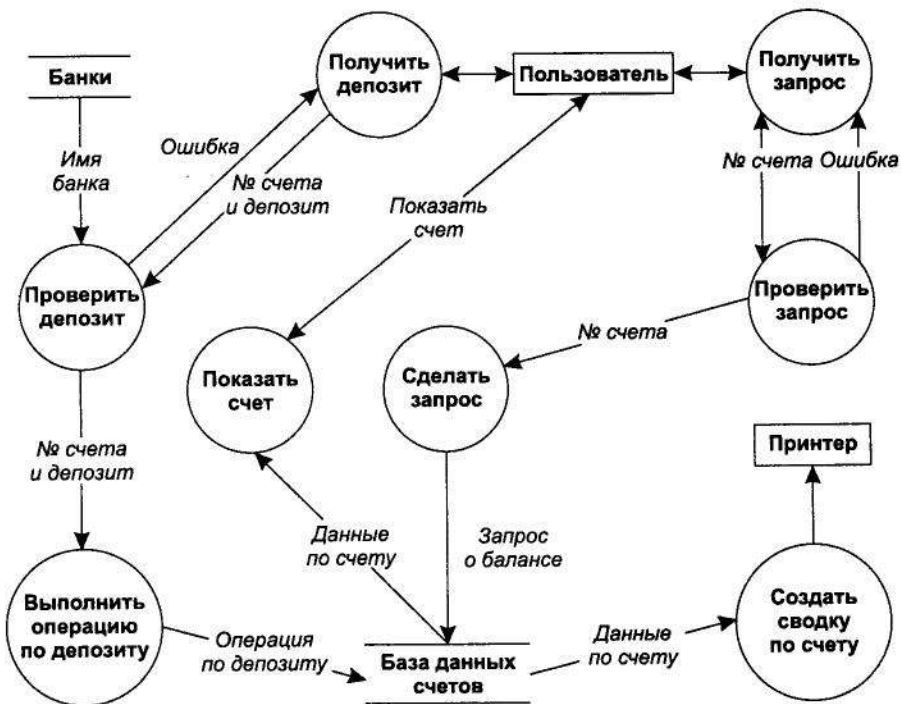 Банки
Получить
депозит
Пользователь
Получить
запрос
Имя
банка
Ошибка
№ счета
и депозит
Показать
счет
№ счета
Ошибка
Проверить
депозит
Проверить
запрос
№ счета
Показать
счет
Сделать
запрос
№ счета
и депозит
Принтер
Данные
по счету
Запрос
о балансе
Выполнить
операцию
по депозиту
Операция
по депозиту
База данных
счетов
Данные
по счету
Создать
сводку
по счету